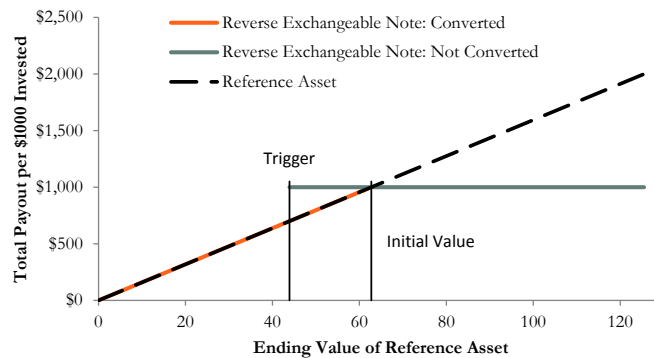 $2,500
$2,000
$1,500
$1,000
$500
$0
Total Payout per $1000 Invested
Reverse Exchangeable Note: Converted
Reverse Exchangeable Note: Not Converted
Reference Asset
Trigger
Initial Value
0 20 40 60 80 100 120
Ending Value of Reference Asset